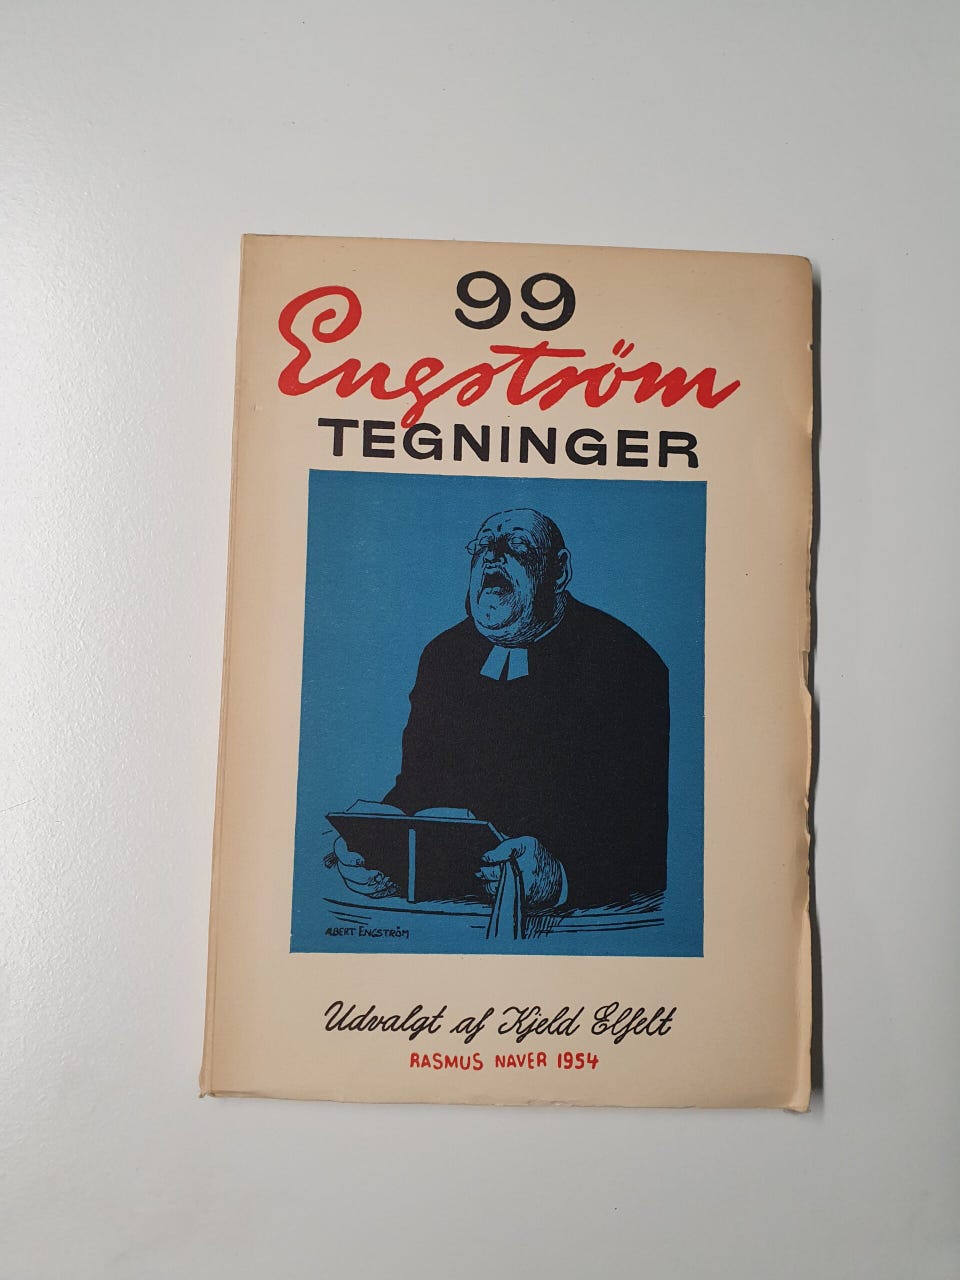 99
Engström
TEGNINGER
ALBERT ENGSTRÖM
Udvalgt af Kjeld Elfelt
RASMUS NAVER 1954